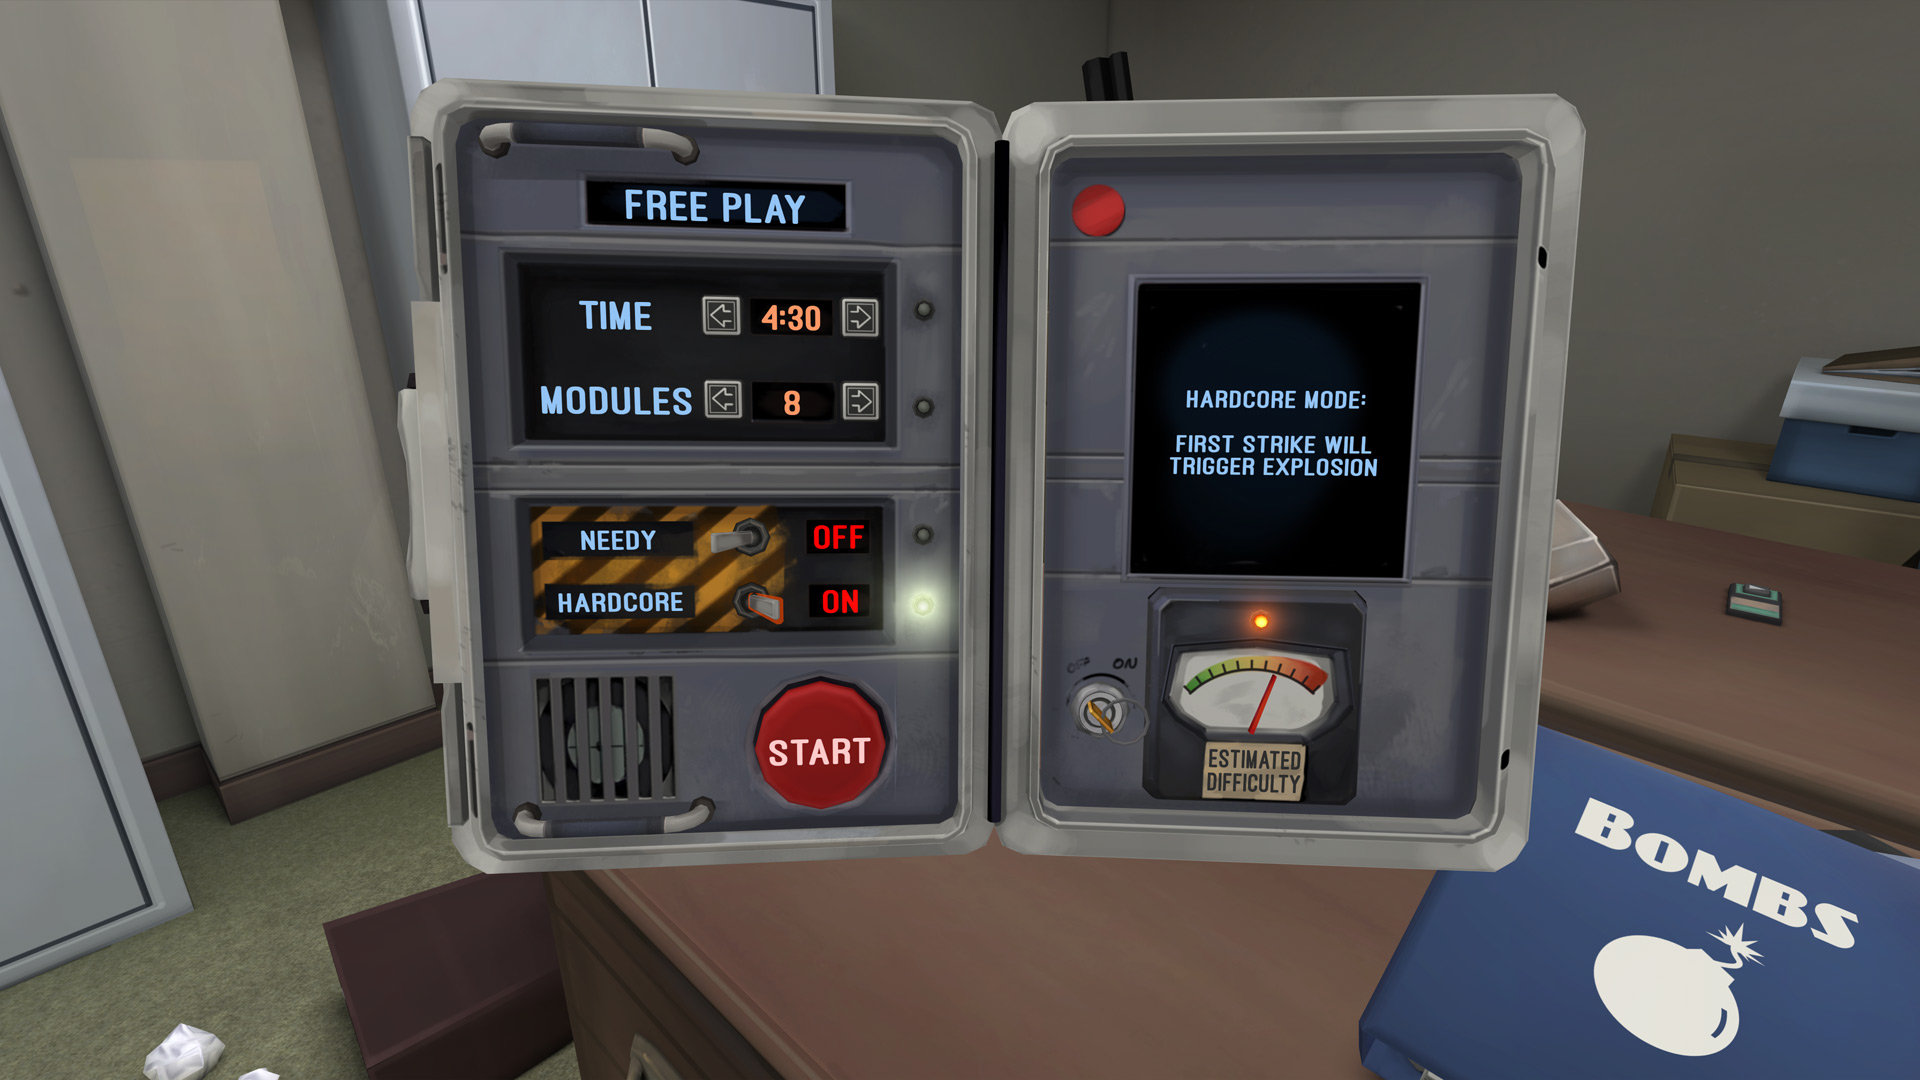 FREE PLAY
TIME 4:30
MODULES 8
NEEDY OFF
HARDCORE ON
START
HARDCORE MODE:
FIRST STRIKE WILL
TRIGGER EXPLOSION
OFF ON
ESTIMATED
DIFFICULTY
BOMBS